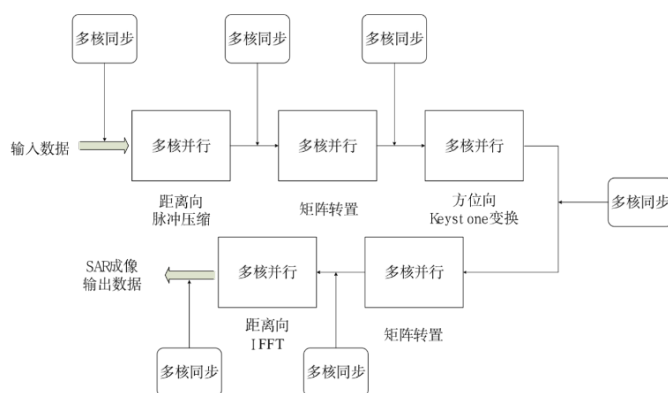 多核同步
多核同步
多核同步
输入数据
多核并行
多核并行
多核并行
距离向
脉冲压缩
矩阵转置
方位向
Keystone变换
多核同步
SAR成像
输出数据
多核并行
多核并行
距离向
IFFT
矩阵转置
多核同步
多核同步